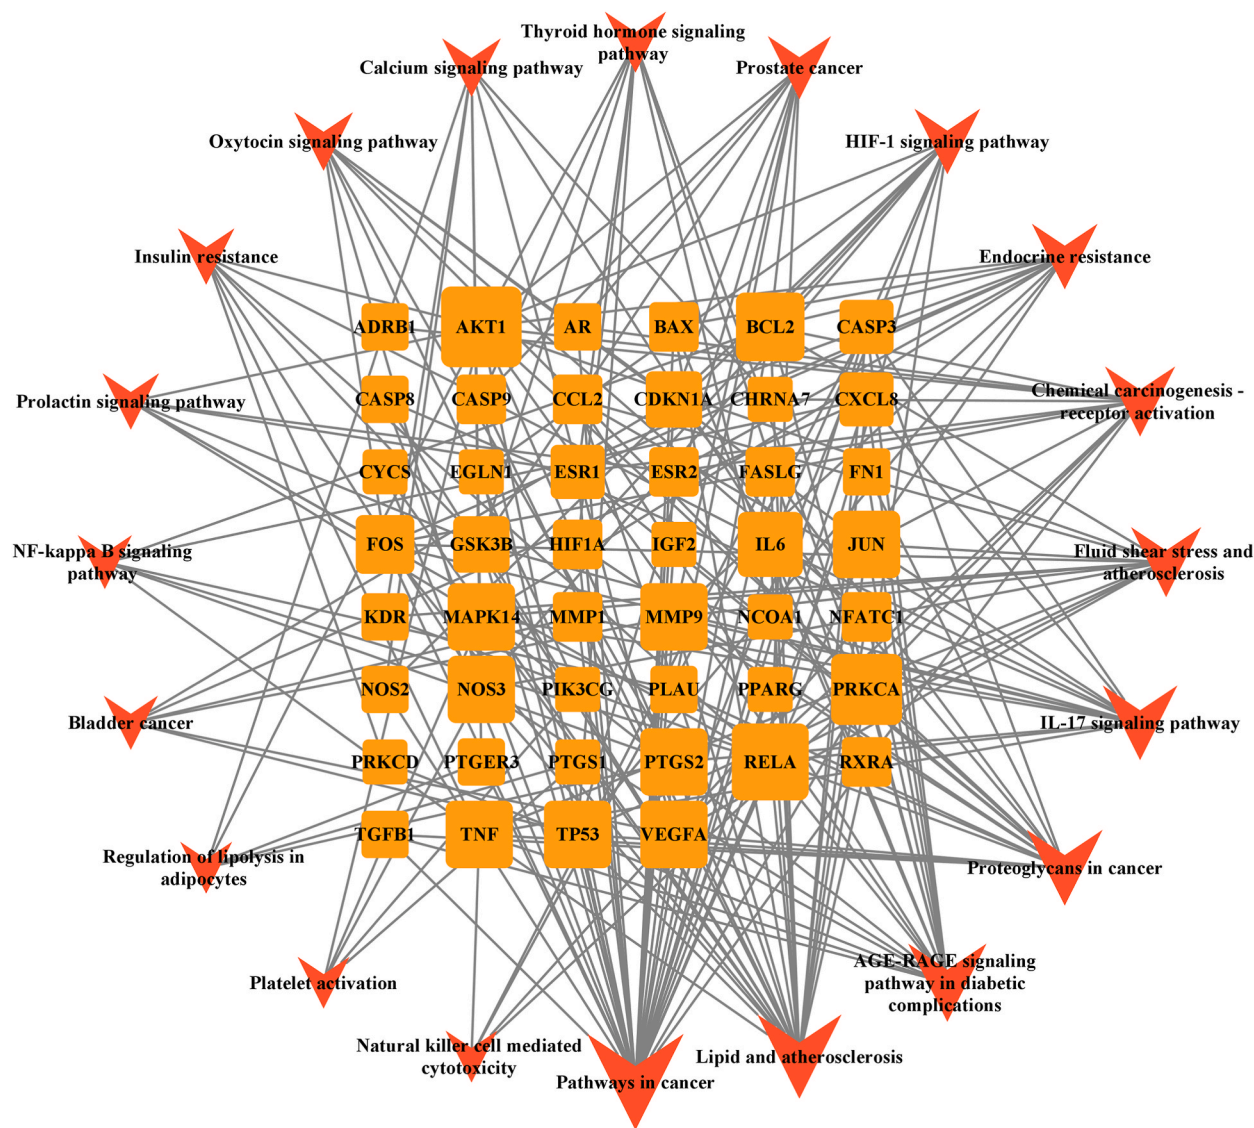 Thyroid hormone signaling
pathway
Calcium signaling pathway
Prostate cancer
Oxytocin signaling pathway
HIF-1 signaling pathway
Insulin resistance
Endocrine resistance
ADRB1
AKT1
AR
BAX
BCL2
CASP3
Prolactin signaling pathway
CASP8
CASP9
CCL2
CDKN1A
CHRNA7
CXCL8
Chemical carcinogenesis -
receptor activation
CYCS
EGLN1
ESR1
ESR2
FASLG
FN1
NF-kappa B signaling
pathway
FOS
GSK3B
HIF1A
IGF2
IL6
JUN
Fluid shear stress and
atherosclerosis
KDR
MAPK14
MMP1
MMP9
NCOA1
NFATC1
NOS2
NOS3
PIK3CG
PLAU
PPARG
PRKCA
Bladder cancer
IL-17 signaling pathway
PRKCD
PTGER3
PTGS1
PTGS2
RELA
RXRA
TGFB1
TNF
TP53
VEGFA
Regulation of lipolysis in
adipocytes
Proteoglycans in cancer
Platelet activation
AGE-RAGE signaling
pathway in diabetic
complications
Natural killer cell mediated
cytotoxicity
Lipid and atherosclerosis
Pathways in cancer